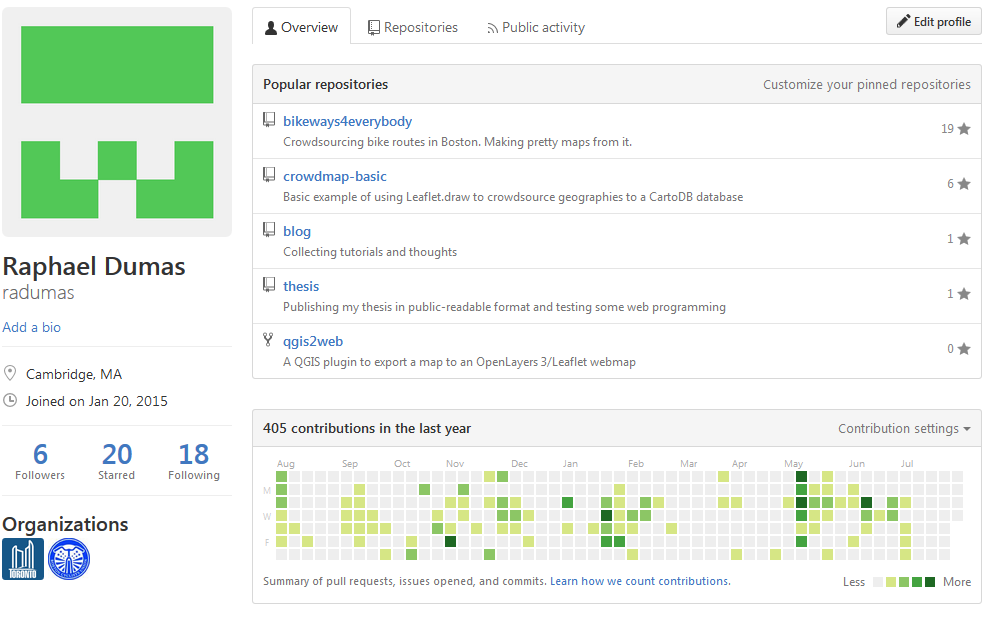 Overview Repositories Public activity Edit profile
Popular repositories Customize your pinned repositories
bikeways4everybody 19
Crowdsourcing bike routes in Boston. Making pretty maps from it.
crowdmap-basic 6
Basic example of using Leaflet.draw to crowdsource geographies to a CartoDB database
blog 1
Collecting tutorials and thoughts
thesis 1
Publishing my thesis in public-readable format and testing some web programming
qgis2web 0
A QGIS plugin to export a map to an OpenLayers 3/Leaflet webmap
Raphael Dumas
radumas
Add a bio
Cambridge, MA
Joined on Jan 20, 2015
6 20 18
Followers Starred Following
Organizations
TORONTO
405 contributions in the last year Contribution settings
Aug Sep Oct Nov Dec Jan Feb Mar Apr May Jun Jul
M
W
F
Summary of pull requests, issues opened, and commits. Learn how we count contributions. Less More